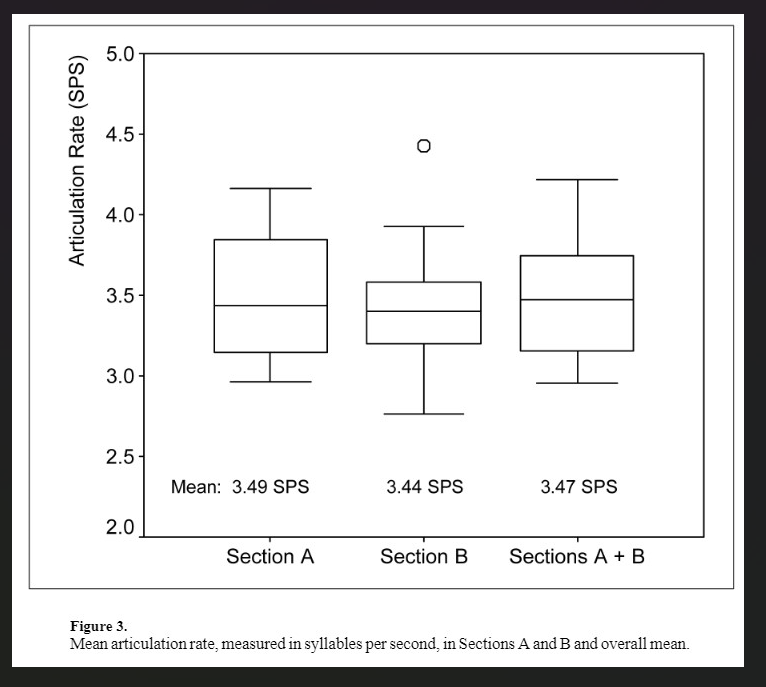 Articulation Rate (SPS)
5.0
4.5
4.0
3.5
3.0
2.5
2.0
Mean: 3.49 SPS 3.44 SPS 3.47 SPS
Section A Section B Sections A + B
Figure 3.
Mean articulation rate, measured in syllables per second, in Sections A and B and overall mean.